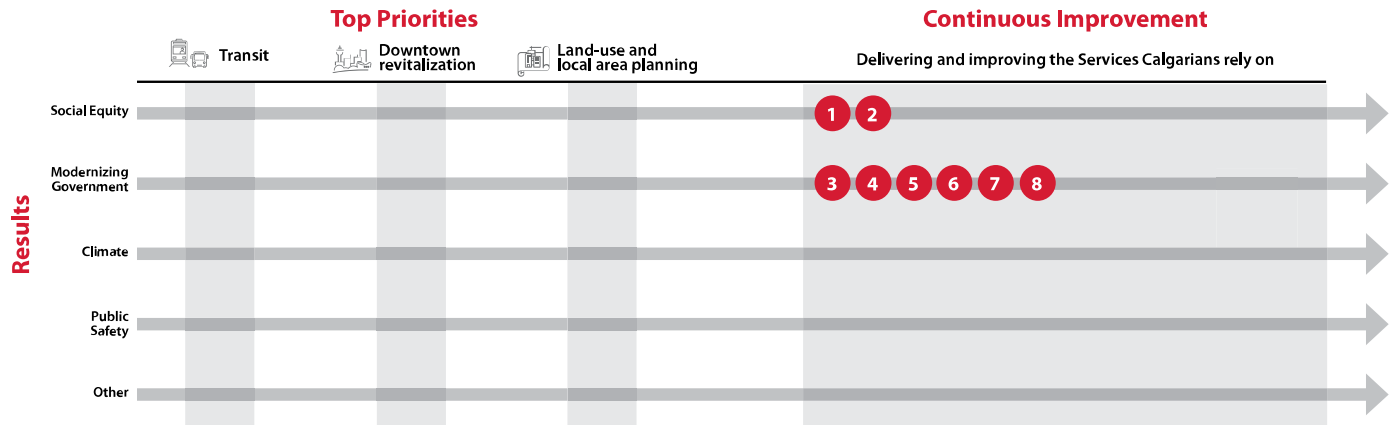 Top Priorities
Continuous Improvement
Transit
Downtown
revitalization
Land-use and
local area planning
Delivering and improving the Services Calgarians rely on
Results
Social Equity
1 2
Modernizing
Government
3 4 5 6 7 8
Climate
Public
Safety
Other